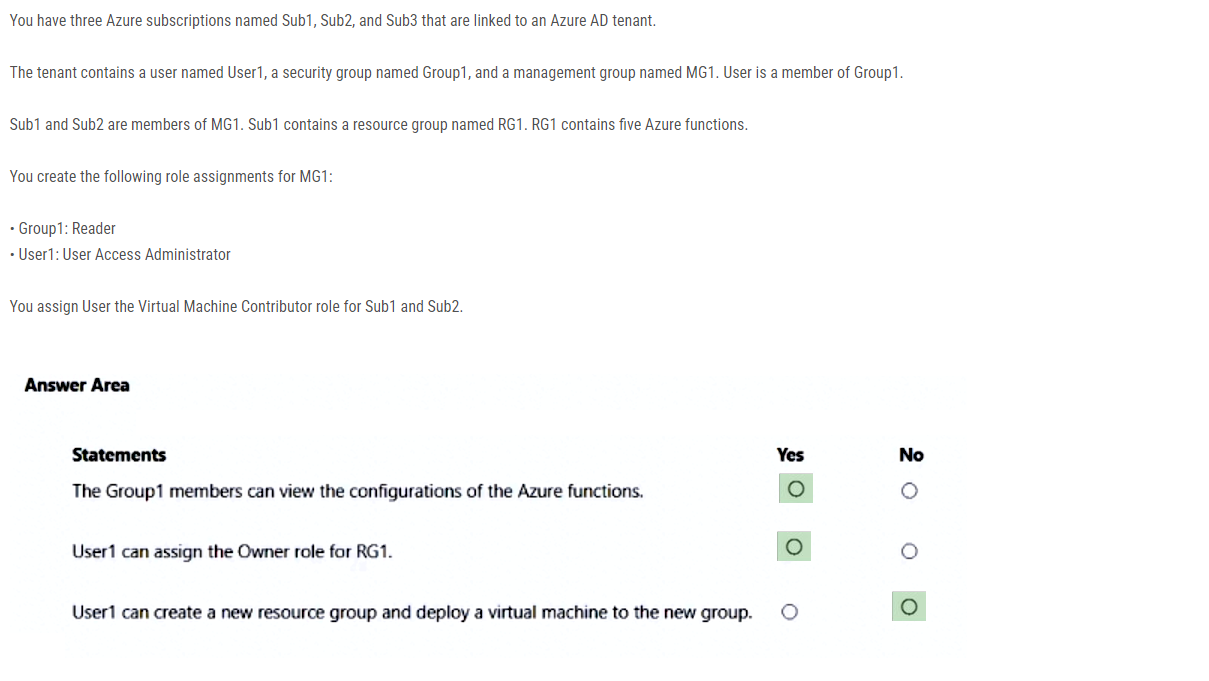 You have three Azure subscriptions named Sub1, Sub2, and Sub3 that are linked to an Azure AD tenant.
The tenant contains a user named User1, a security group named Group1, and a management group named MG1. User is a member of Group1.
Sub1 and Sub2 are members of MG1. Sub1 contains a resource group named RG1. RG1 contains five Azure functions.
You create the following role assignments for MG1:
• Group1: Reader
• User1: User Access Administrator
You assign User the Virtual Machine Contributor role for Sub1 and Sub2.
Answer Area
Statements Yes No
The Group1 members can view the configurations of the Azure functions.
User1 can assign the Owner role for RG1.
User1 can create a new resource group and deploy a virtual machine to the new group.